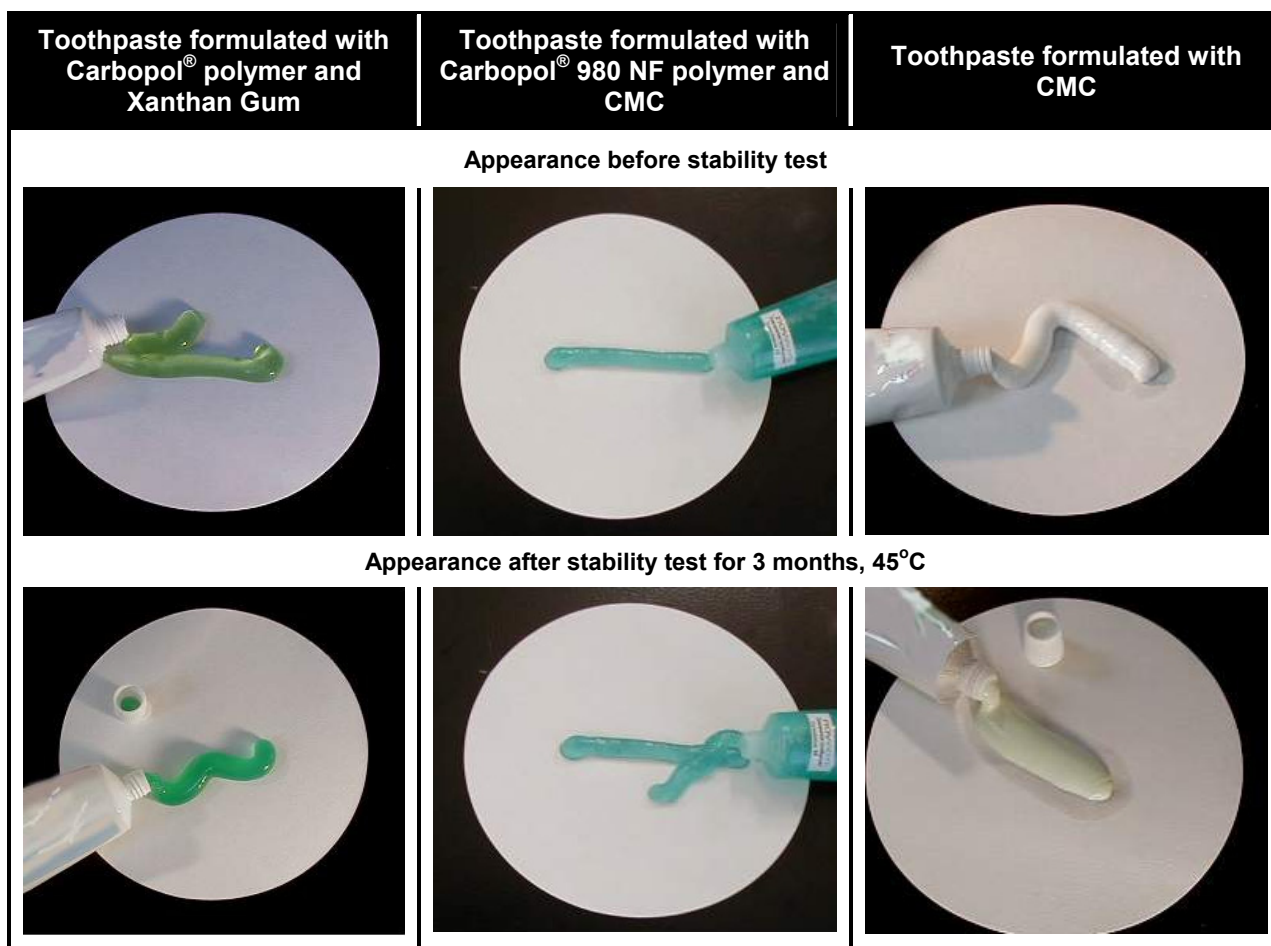 Toothpaste formulated with
Carbopol® polymer and
Xanthan Gum
Toothpaste formulated with
Carbopol® 980 NF polymer and
CMC
Toothpaste formulated with
CMC
Appearance before stability test
Appearance after stability test for 3 months, 45°C